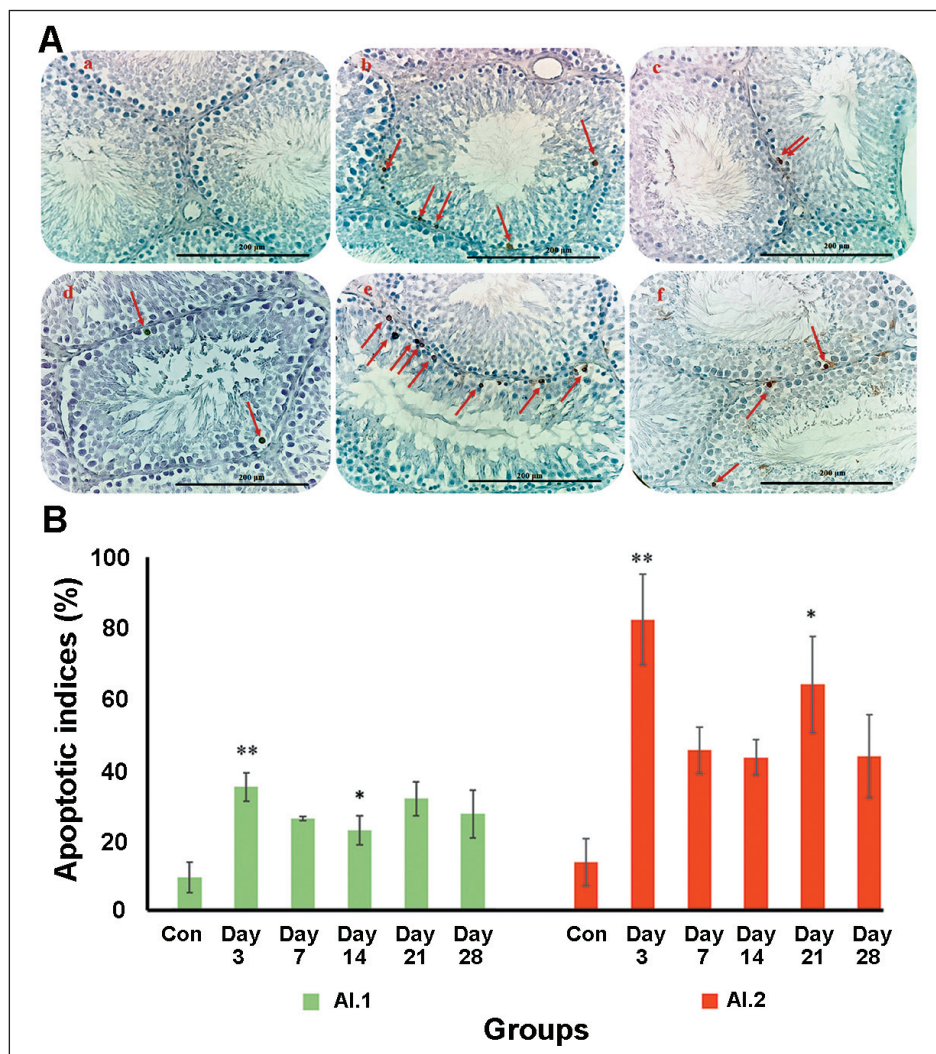 A
a
b
c
200 µm
200 µm
200 µm
d
e
f
200 µm
200 µm
200 µm
B
Apoptotic indices (%)
100
80
60
40
20
0
**
*
**
*
Con Day 3 Day 7 Day 14 Day 21 Day 28
Con Day 3 Day 7 Day 14 Day 21 Day 28
AI.1
AI.2
Groups